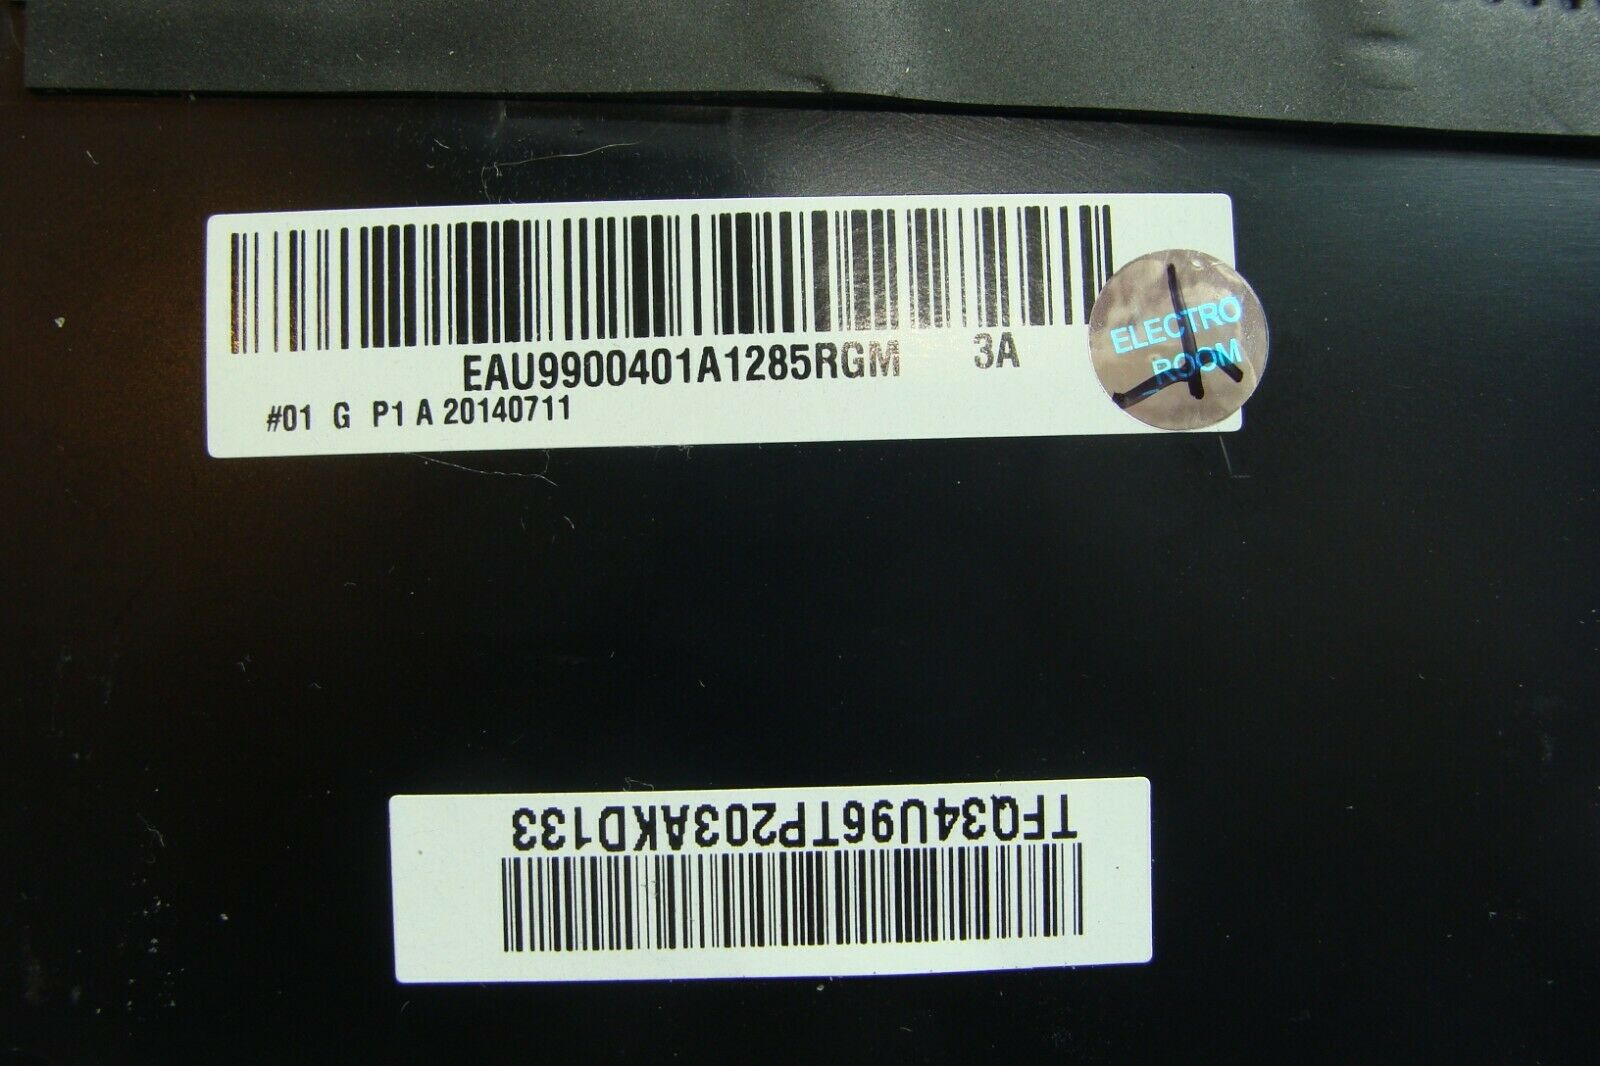 EAU9900401A1285RGM 3A
#01 G P1 A 20140711
ELECTRO
ROOM
TFQ34U96TP203AKD133